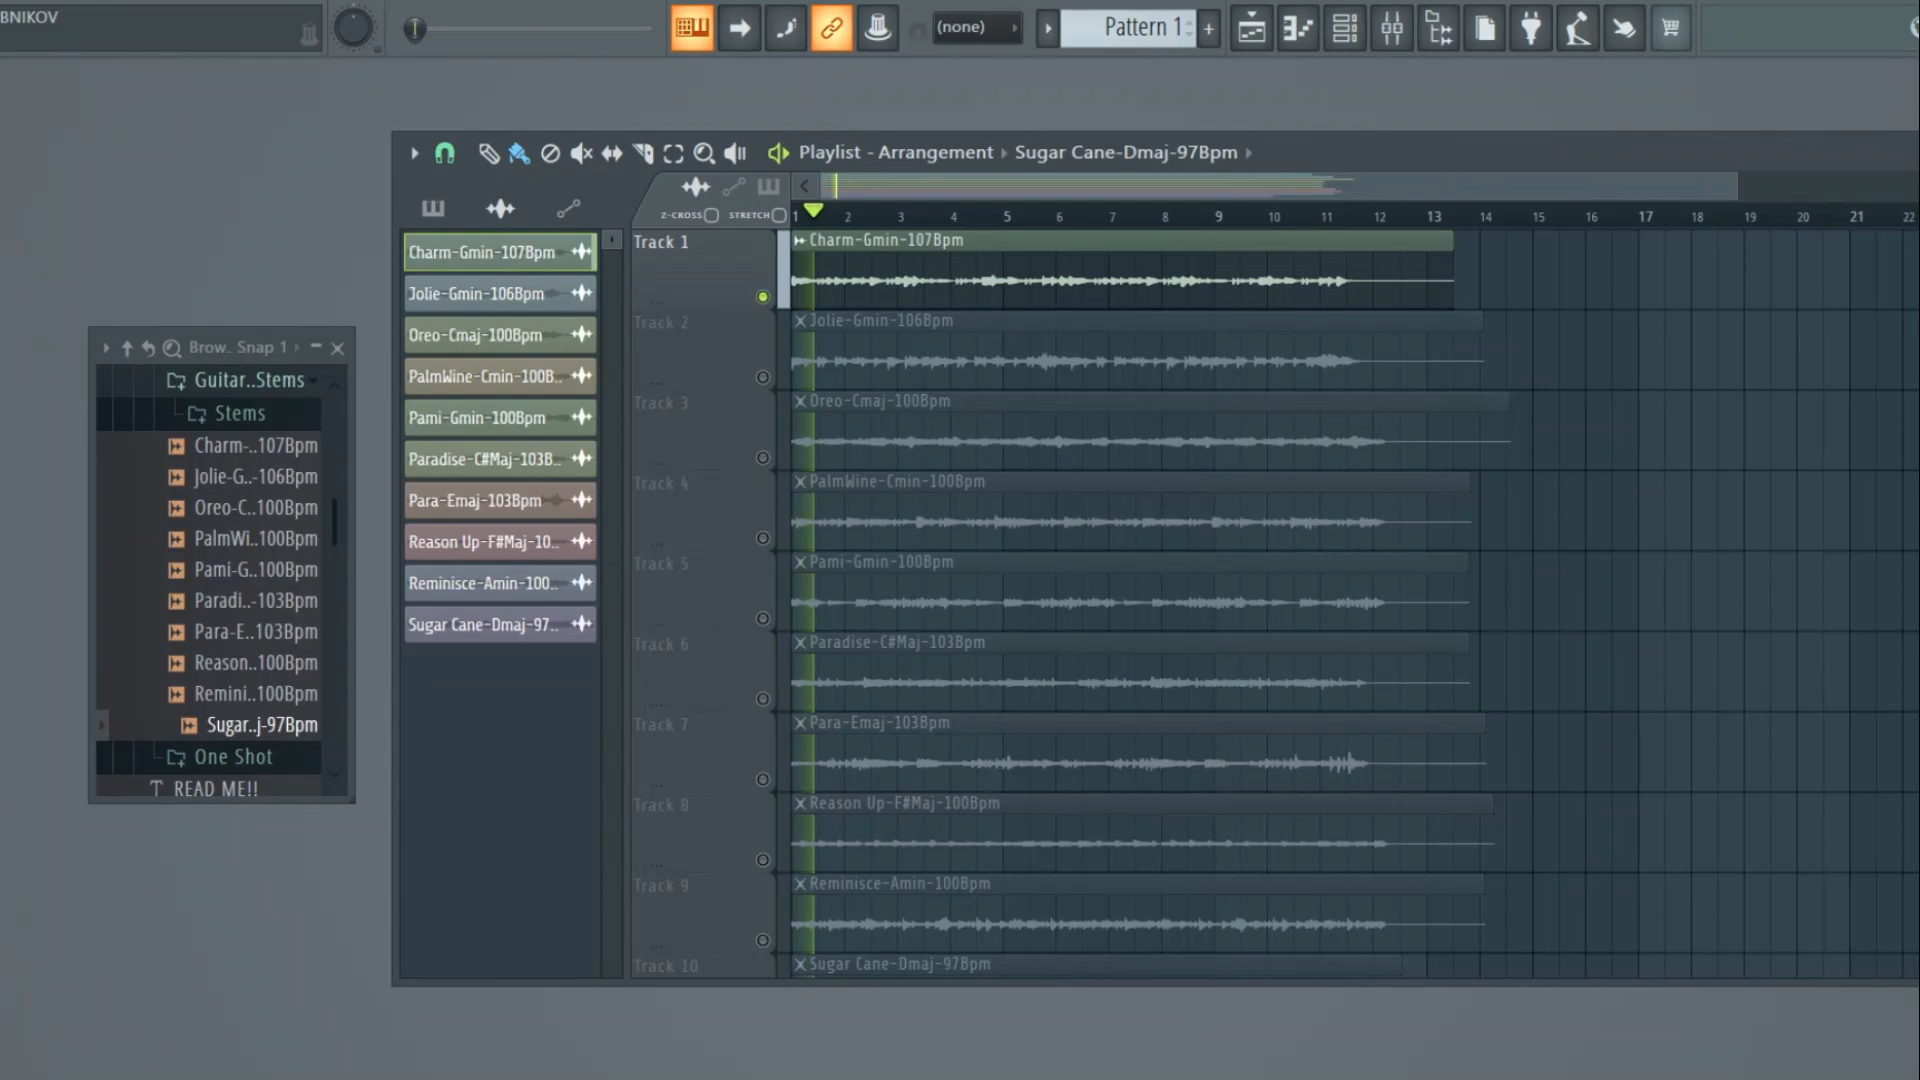 BNIKOV
(none)
Pattern 1
+
Playlist - Arrangement › Sugar Cane-Dmaj-97Bpm ›
Z-CROSS STRETCH
1 2 3 4 5 6 7 8 9 10 11 12 13 14 15 16 17 18 19 20 21 22
Charm-Gmin-107Bpm
Jolie-Gmin-106Bpm
Oreo-Cmaj-100Bpm
PalmWine-Cmin-100B..
Pami-Gmin-100Bpm
Paradise-C#Maj-103B..
Para-Emaj-103Bpm
Reason Up-F#Maj-10..
Reminisce-Amin-100..
Sugar Cane-Dmaj-97..
Track 1
Charm-Gmin-107Bpm
Track 2
Jolie-Gmin-106Bpm
Track 3
Oreo-Cmaj-100Bpm
Track 4
PalmWine-Cmin-100Bpm
Track 5
Pami-Gmin-100Bpm
Track 6
Paradise-C#Maj-103Bpm
Track 7
Para-Emaj-103Bpm
Track 8
Reason Up-F#Maj-100Bpm
Track 9
Reminisce-Amin-100Bpm
Track 10
Sugar Cane-Dmaj-97Bpm
Brow.. Snap 1
Guitar..Stems
Stems
Charm-..107Bpm
Jolie-G..-106Bpm
Oreo-C..100Bpm
PalmWi..100Bpm
Pami-G..100Bpm
Paradi..-103Bpm
Para-E..103Bpm
Reason..100Bpm
Remini..100Bpm
Sugar..j-97Bpm
One Shot
READ ME!!